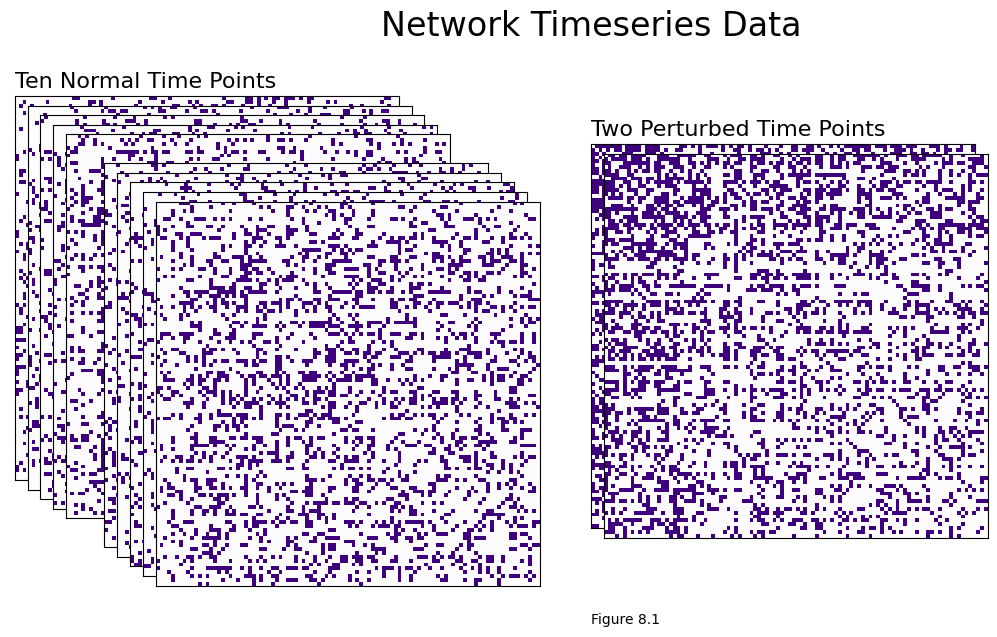 Network Timeseries Data
Ten Normal Time Points
Two Perturbed Time Points
Figure 8.1